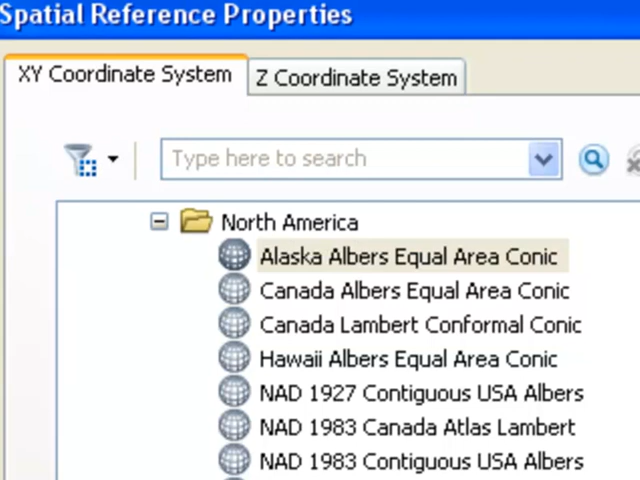 Spatial Reference Properties
XY Coordinate System
Z Coordinate System
Type here to search
North America
Alaska Albers Equal Area Conic
Canada Albers Equal Area Conic
Canada Lambert Conformal Conic
Hawaii Albers Equal Area Conic
NAD 1927 Contiguous USA Albers
NAD 1983 Canada Atlas Lambert
NAD 1983 Contiguous USA Albers